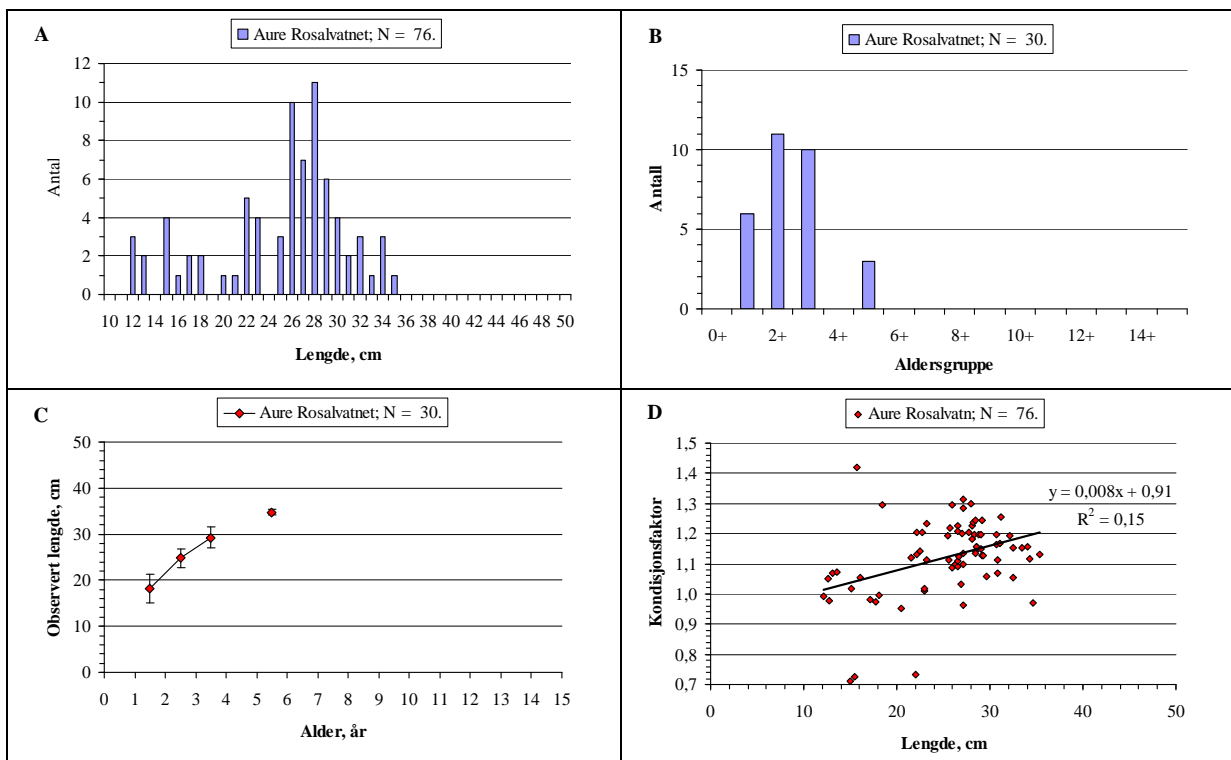 A
Aure Rosalvatnet; N = 76.
12
10
8
6
4
2
0
Antal
10 12 14 16 18 20 22 24 26 28 30 32 34 36 38 40 42 44 46 48 50
Lengde, cm
B
Aure Rosalvatnet; N = 30.
15
10
5
0
Antall
0+ 2+ 4+ 6+ 8+ 10+ 12+ 14+
Aldersgruppe
C
Aure Rosalvatnet; N = 30.
50
40
30
20
10
0
Observert lengde, cm
0 1 2 3 4 5 6 7 8 9 10 11 12 13 14 15
Alder, år
D
Aure Rosalvatn; N = 76.
1,5
1,4
1,3
1,2
1,1
1,0
0,9
0,8
0,7
Kondisjonsfaktor
y = 0,008x + 0,91
R² = 0,15
0 10 20 30 40 50
Lengde, cm